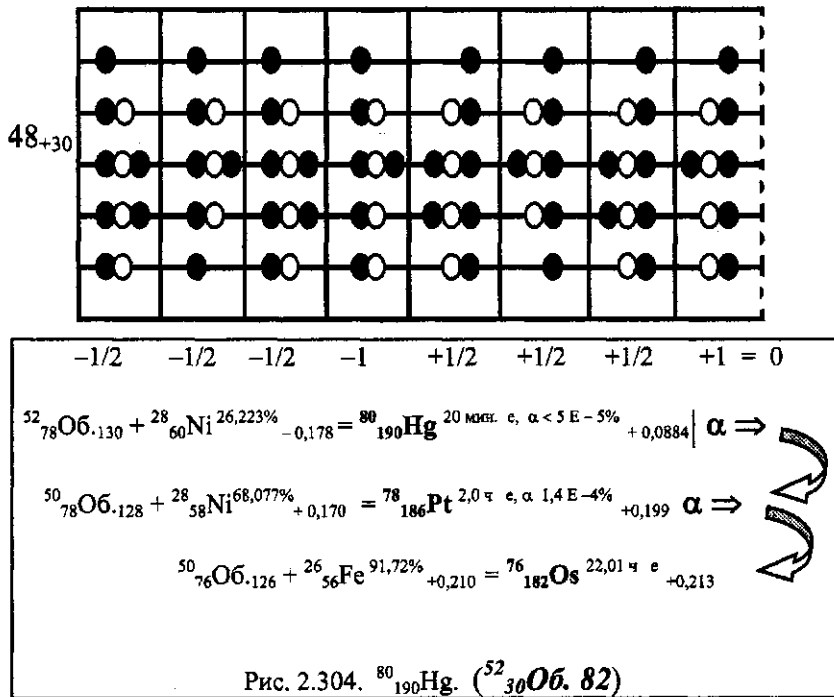 48₊₃₀
–1/2 –1/2 –1/2 –1 +1/2 +1/2 +1/2 +1 = 0
⁵²₇₈Об.₁₃₀ + ²⁸₆₀Ni ²⁶,²²³% ₋₀,₁₇₈ = ⁸⁰₁₉₀Hg ²⁰ ᵐᶦⁿ· 20 мин. е, α < 5 E – 5% ₊₀,₀₈₈₄| α ⇒
⁵⁰₇₈Об.₁₂₈ + ²⁸₅₈Ni 68,077% ₊₀,₁₇₀ = ⁷⁸₁₈₆Pt 2,0 ч е, α 1,4 E –4% ₊₀,₁₉₉ α ⇒
⁵⁰₇₆Об.₁₂₆ + ²⁶₅₆Fe 91,72% ₊₀,₂₁₀ = ⁷⁶₁₈₂Os 22,01 ч е ₊₀,₂₁₃
Рис. 2.304. ⁸⁰₁₉₀Hg. (⁵²₃₀Об. 82)